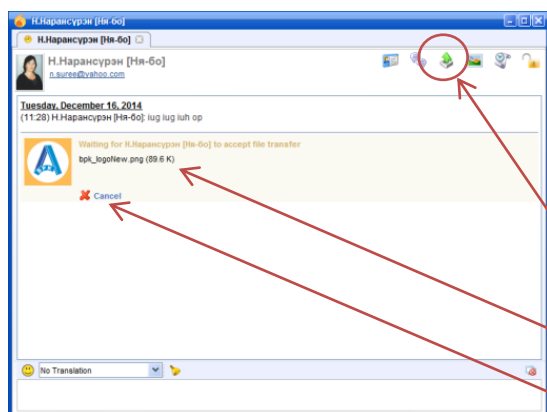 Н.Нарансүрэн [Ня-бо]
Н.Нарансүрэн [Ня-бо]
Н.Нарансүрэн [Ня-бо]
n.suree@yahoo.com
Tuesday, December 16, 2014
(11:28) Н.Нарансүрэн [Ня-бо]: iug iug iuh op
Waiting for Н.Нарансүрэн [Ня-бо] to accept file transfer
bpk_logoNew.png (89.6 K)
Cancel
No Translation